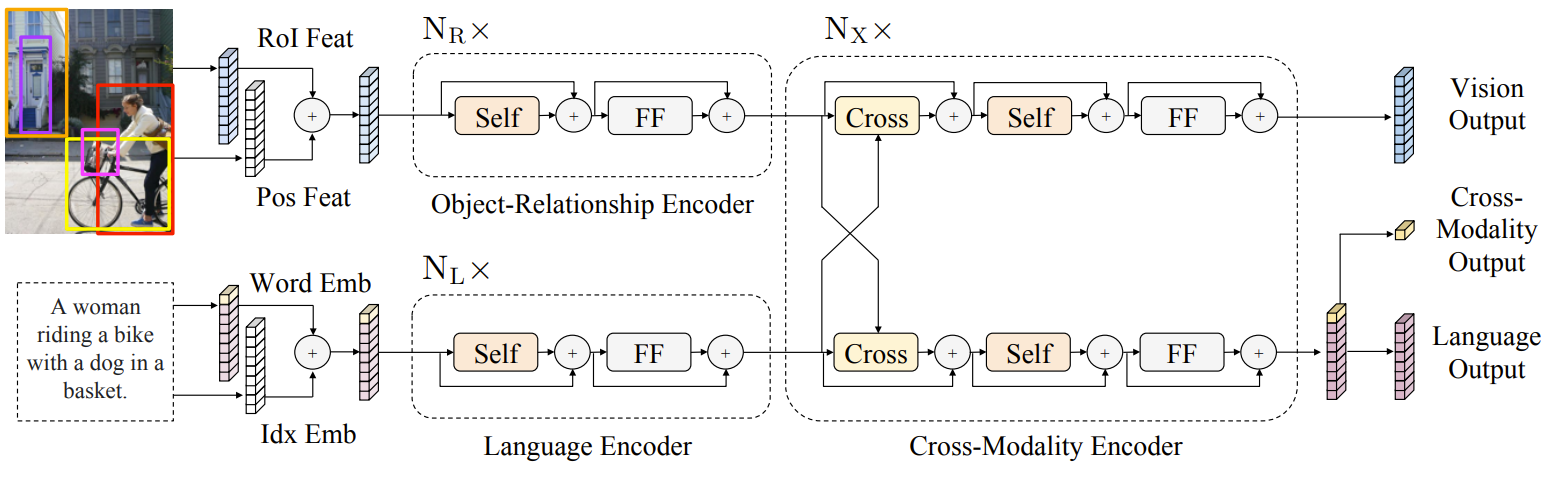 RoI Feat
Pos Feat
+
N_R×
Self
+
FF
+
Object-Relationship Encoder
N_X×
Cross
+
Self
+
FF
+
Vision
Output
Cross-
Modality
Output
A woman
riding a bike
with a dog in a
basket.
Word Emb
Idx Emb
+
N_L×
Self
+
FF
+
Language Encoder
Cross
+
Self
+
FF
+
Cross-Modality Encoder
Language
Output